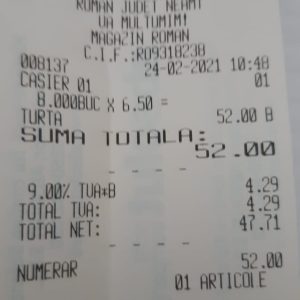 ROMAN JUDET NEAMT
VA MULTUMIM!
MAGAZIN ROMAN
C.I.F.:RO9318238
008137 24-02-2021 10:48
CASIER 01 01
8.000BUC X 6.50 =
TURTA 52.00 B
SUMA TOTALA:
52.00
- - - -
9.00% TVA*B 4.29
TOTAL TVA: 4.29
TOTAL NET: 47.71
- - - -
NUMERAR 52.00
01 ARTICOLE